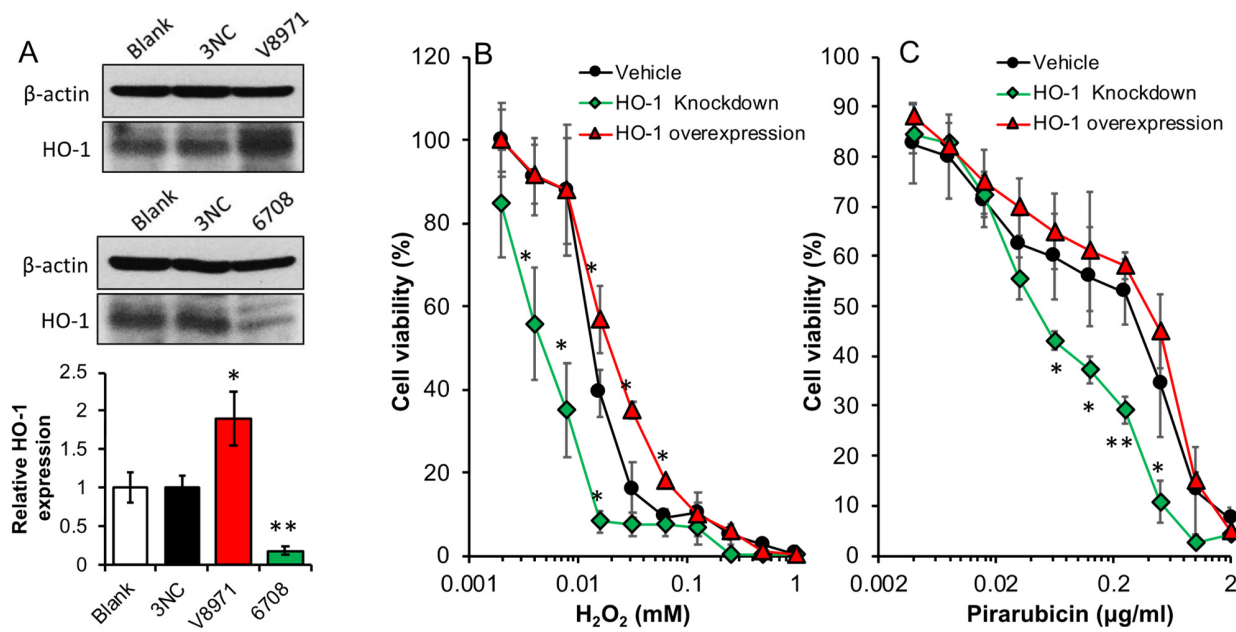 A
Blank 3NC V8971
β-actin
HO-1
Blank 3NC 6708
β-actin
HO-1
Relative HO-1
expression
2.5
2
1.5
1
0.5
0
*
**
Blank 3NC V8971 6708
B
Vehicle
HO-1 Knockdown
HO-1 overexpression
Cell viability (%)
120
100
80
60
40
20
0
* *
* *
* *
0.001 0.01 0.1 1
H₂O₂ (mM)
C
Vehicle
HO-1 Knockdown
HO-1 overexpression
Cell viability (%)
100
90
80
70
60
50
40
30
20
10
0
*
*
**
*
0.002 0.02 0.2 2
Pirarubicin (µg/ml)